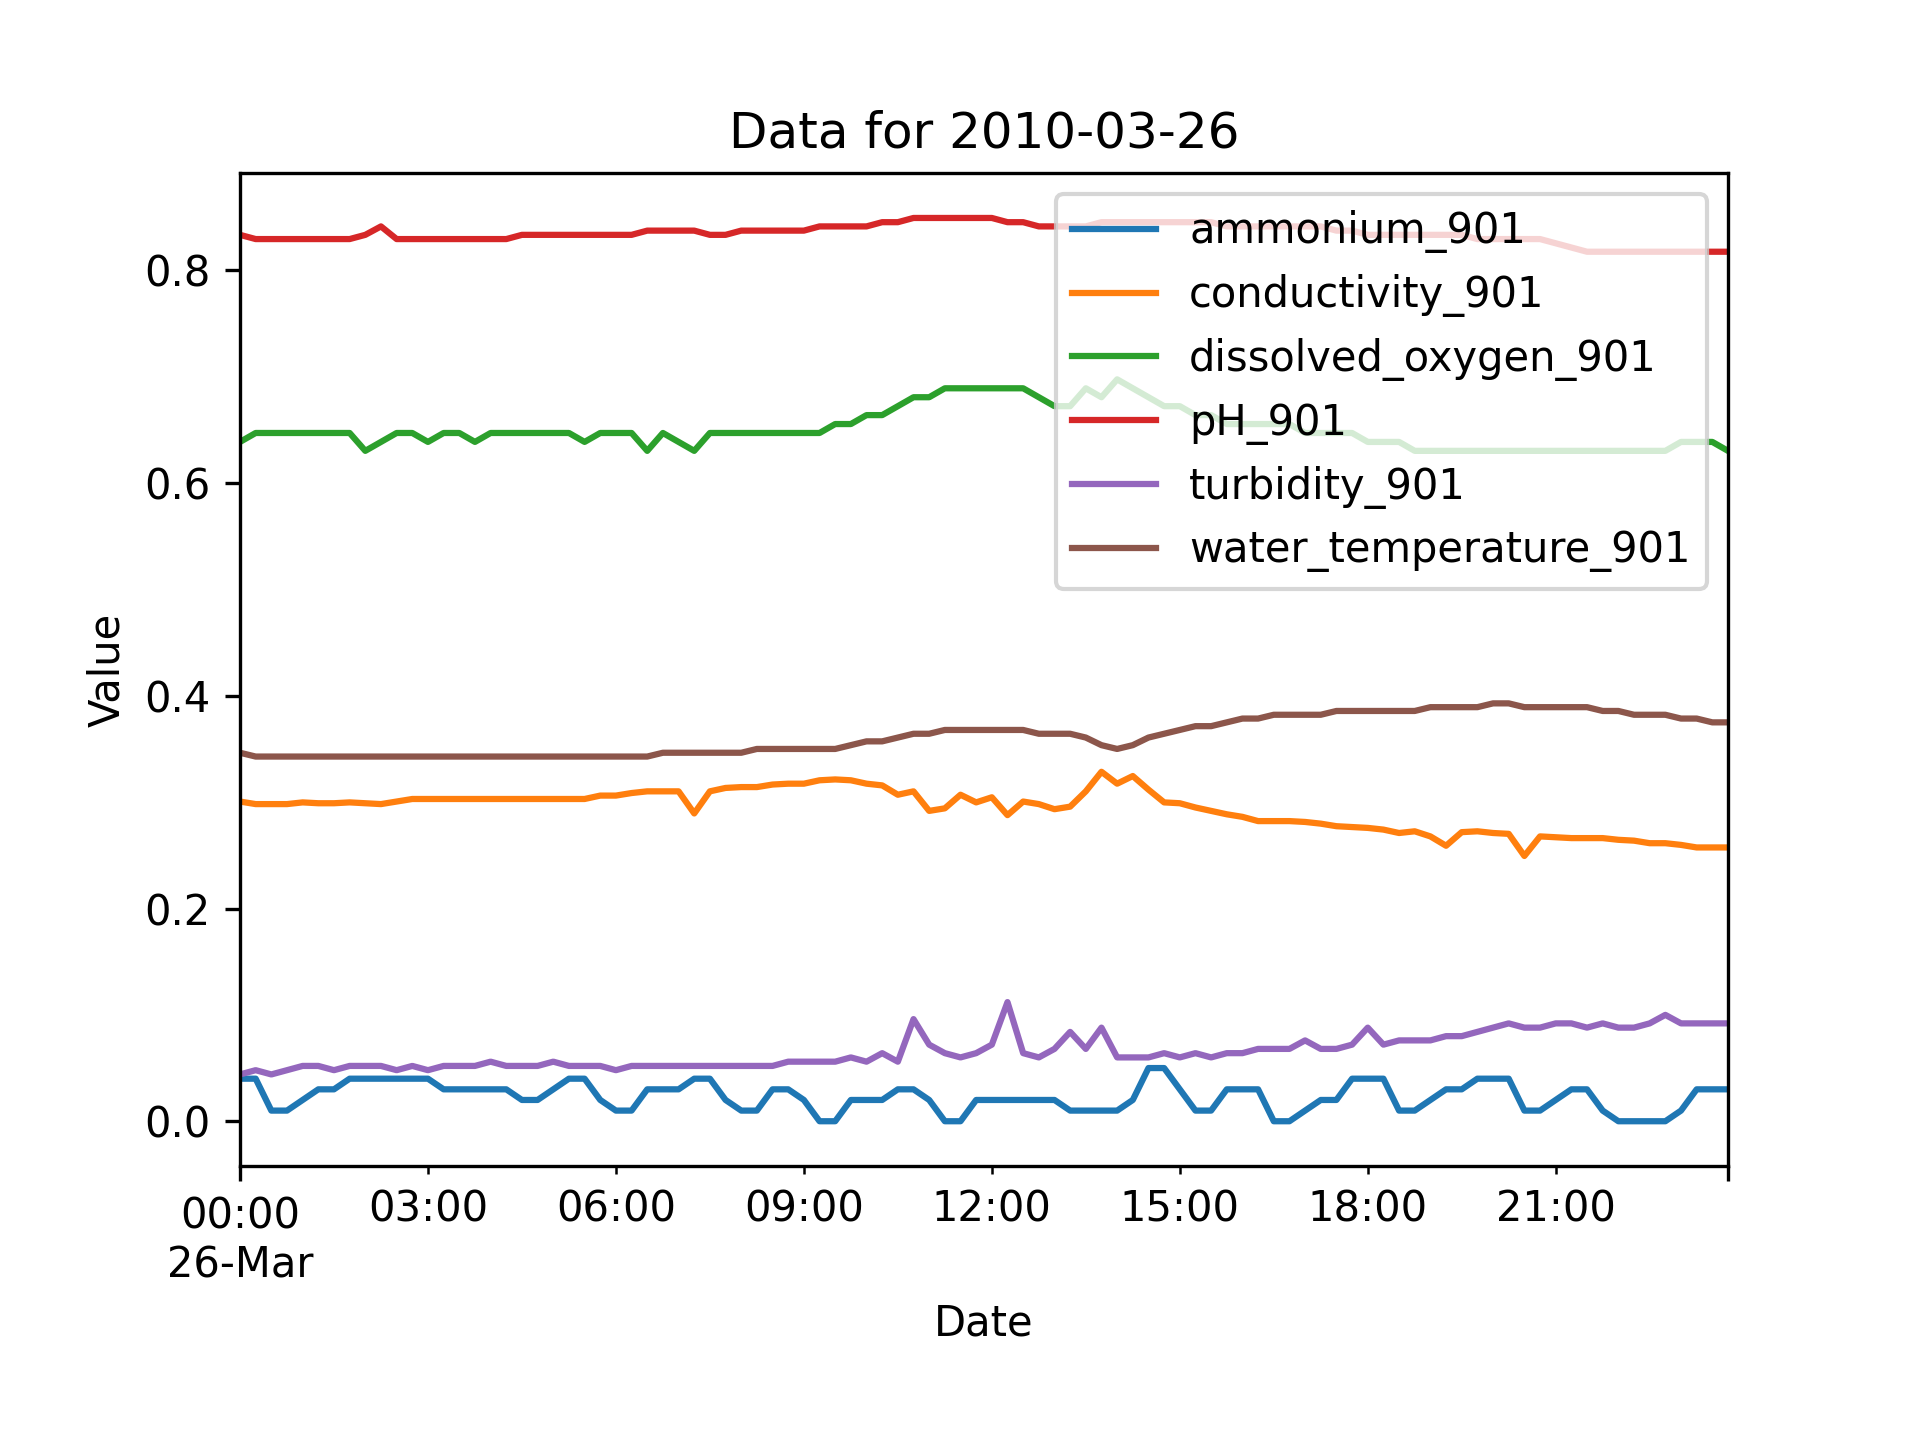 Data for 2010-03-26
ammonium_901
conductivity_901
dissolved_oxygen_901
pH_901
turbidity_901
water_temperature_901
0.8
0.6
0.4
0.2
0.0
Value
00:00 03:00 06:00 09:00 12:00 15:00 18:00 21:00
26-Mar
Date